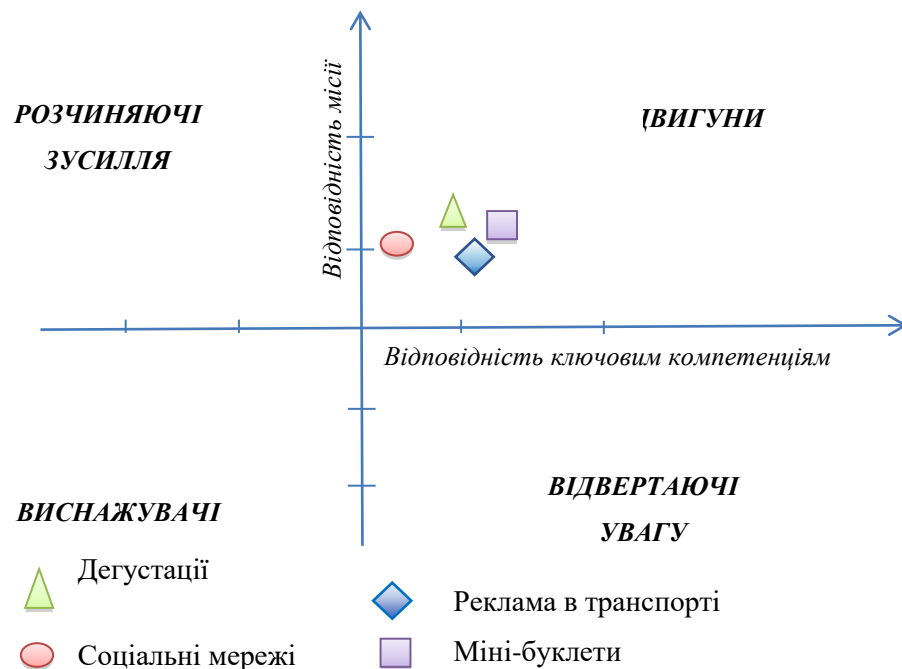 Відповідність місії
РОЗЧИНЯЮЧІ
ЗУСИЛЛЯ
ДВИГУНИ
Відповідність ключовим компетенціям
ВИСНАЖУВАЧІ
ВІДВЕРТАЮЧІ
УВАГУ
Дегустації
Реклама в транспорті
Соціальні мережі
Міні-буклети